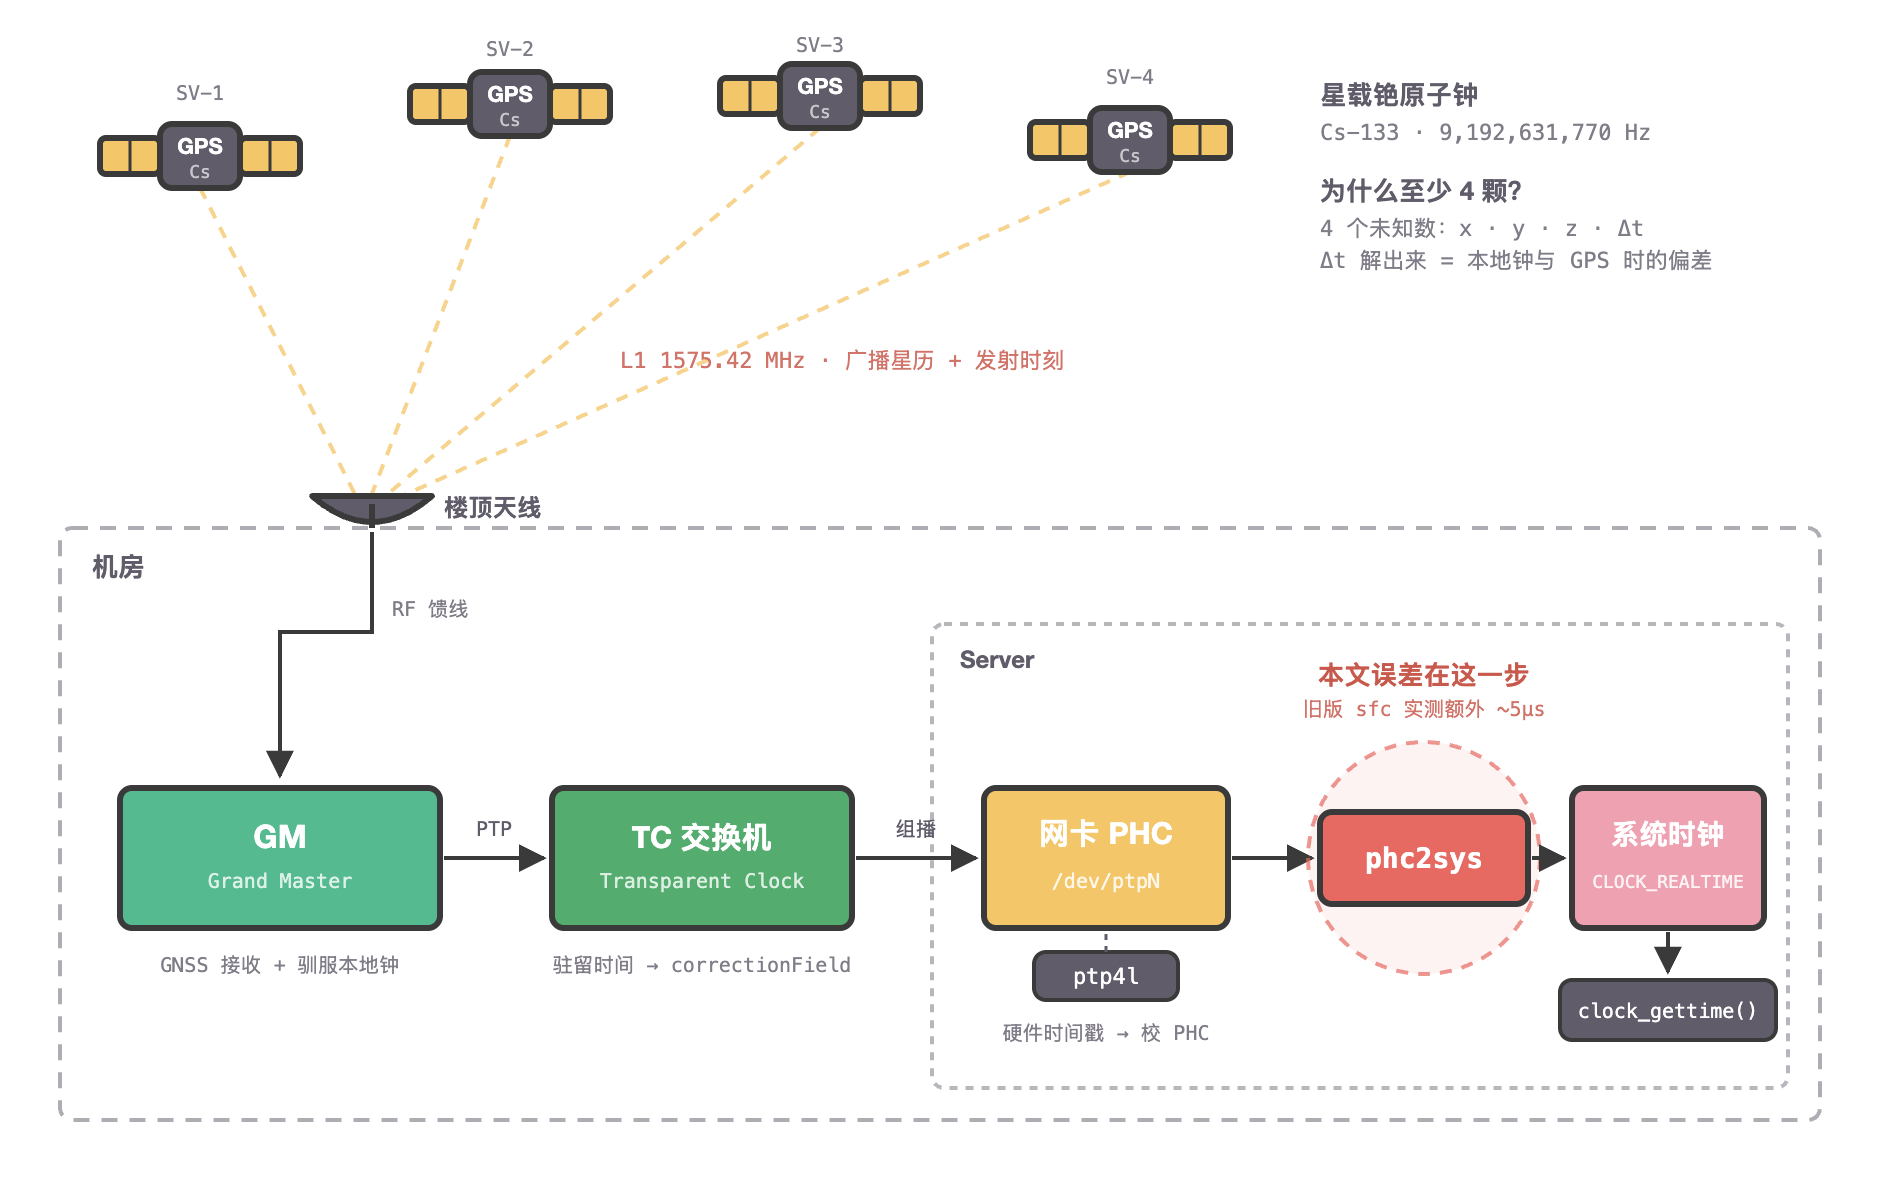 SV-1
GPS
Cs
SV-2
GPS
Cs
SV-3
GPS
Cs
SV-4
GPS
Cs
星载铯原子钟
Cs-133 · 9,192,631,770 Hz
为什么至少 4 颗?
4 个未知数: x · y · z · Δt
Δt 解出来 = 本地钟与 GPS 时的偏差
L1 1575.42 MHz · 广播星历 + 发射时刻
楼顶天线
机房
RF 馈线
GM
Grand Master
GNSS 接收 + 驯服本地钟
PTP
TC 交换机
Transparent Clock
驻留时间 → correctionField
组播
Server
网卡 PHC
/dev/ptpN
ptp4l
硬件时间戳 → 校 PHC
本文误差在这一步
旧版 sfc 实测额外 ~5μs
phc2sys
系统时钟
CLOCK_REALTIME
clock_gettime()